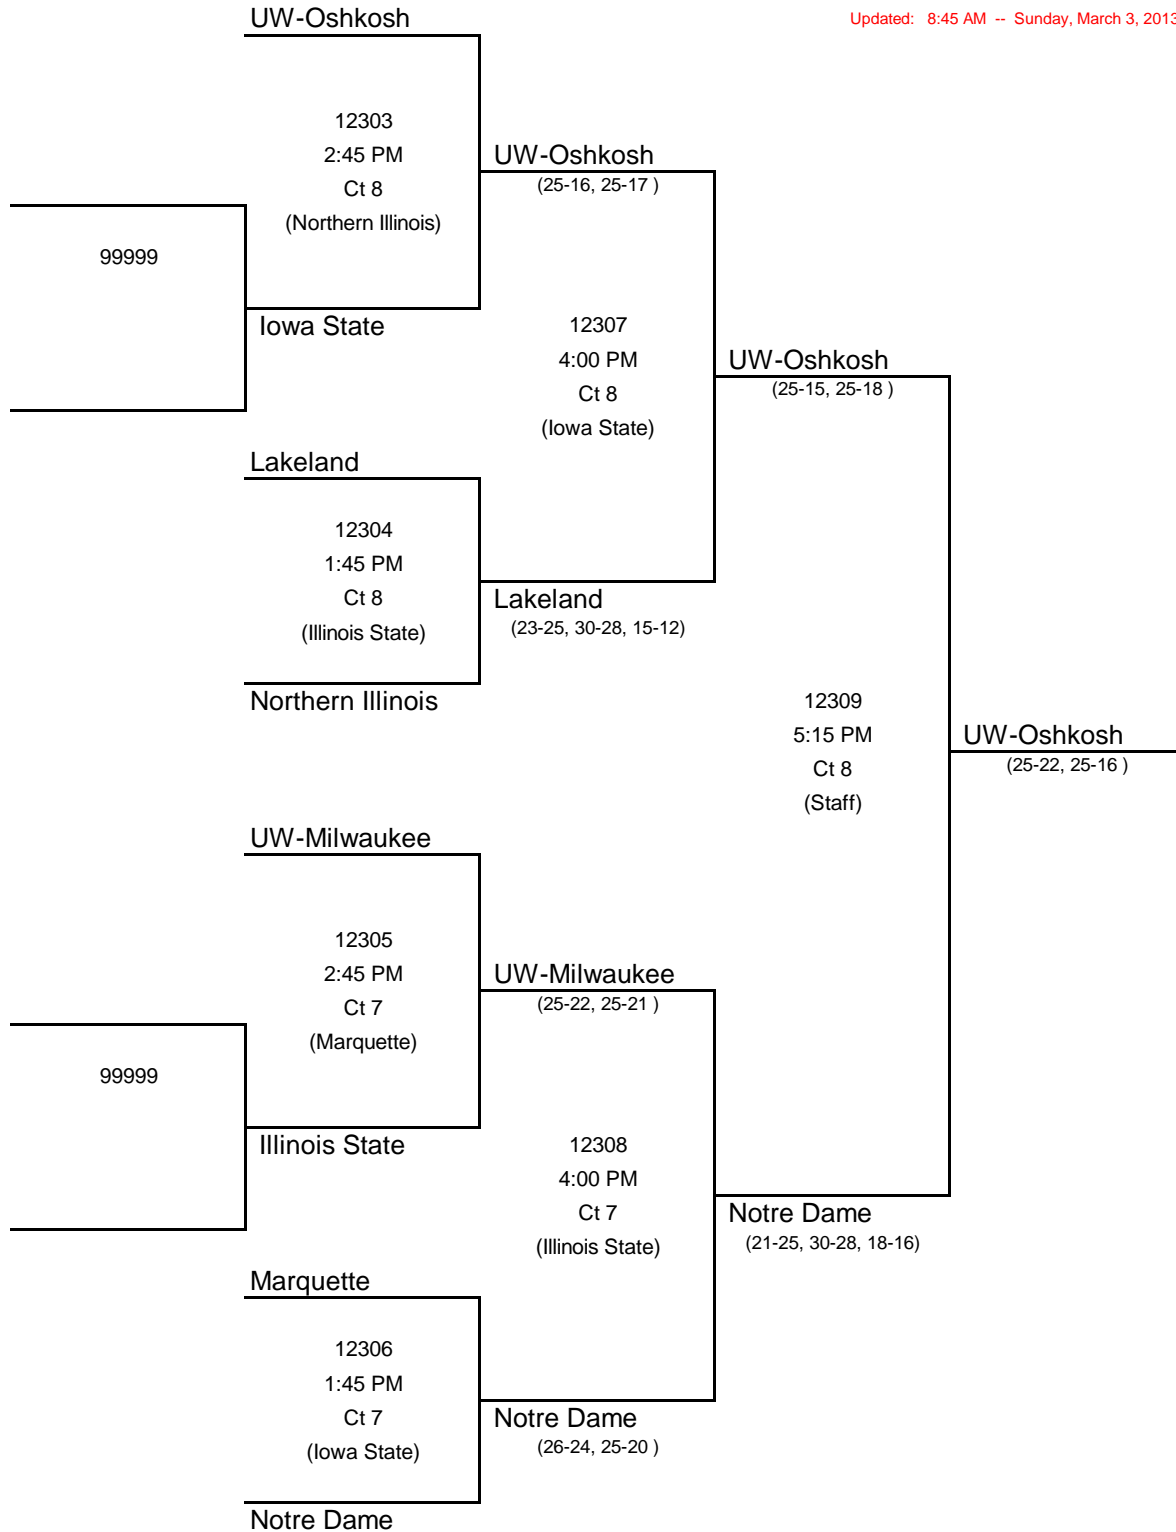 UW-Oshkosh
Updated: 8:45 AM -- Sunday, March 3, 2013
12303
2:45 PM
Ct 8
(Northern Illinois)
UW-Oshkosh
(25-16, 25-17 )
99999
Iowa State
12307
4:00 PM
Ct 8
(Iowa State)
UW-Oshkosh
(25-15, 25-18 )
Lakeland
12304
1:45 PM
Ct 8
(Illinois State)
Lakeland
(23-25, 30-28, 15-12)
Northern Illinois
12309
5:15 PM
Ct 8
(Staff)
UW-Oshkosh
(25-22, 25-16 )
UW-Milwaukee
12305
2:45 PM
Ct 7
(Marquette)
UW-Milwaukee
(25-22, 25-21 )
99999
Illinois State
12308
4:00 PM
Ct 7
(Illinois State)
Notre Dame
(21-25, 30-28, 18-16)
Marquette
12306
1:45 PM
Ct 7
(Iowa State)
Notre Dame
(26-24, 25-20 )
Notre Dame